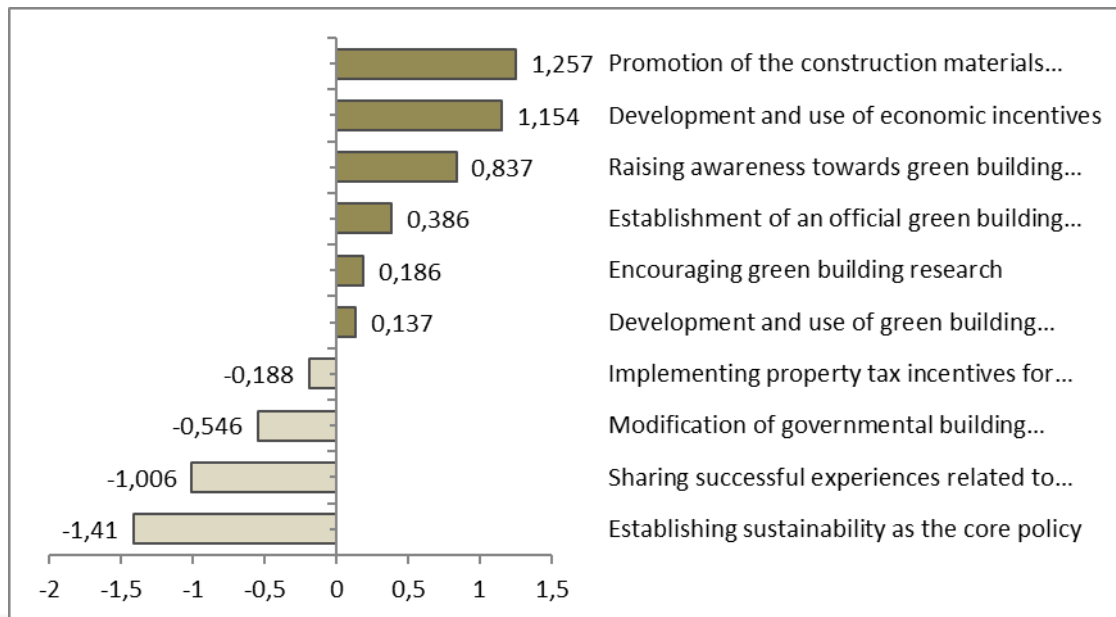 1,257 Promotion of the construction materials...
1,154 Development and use of economic incentives
0,837 Raising awareness towards green building...
0,386 Establishment of an official green building...
0,186 Encouraging green building research
0,137 Development and use of green building...
-0,188 Implementing property tax incentives for...
-0,546 Modification of governmental building...
-1,006 Sharing successful experiences related to...
-1,41 Establishing sustainability as the core policy
-2 -1,5 -1 -0,5 0 0,5 1 1,5